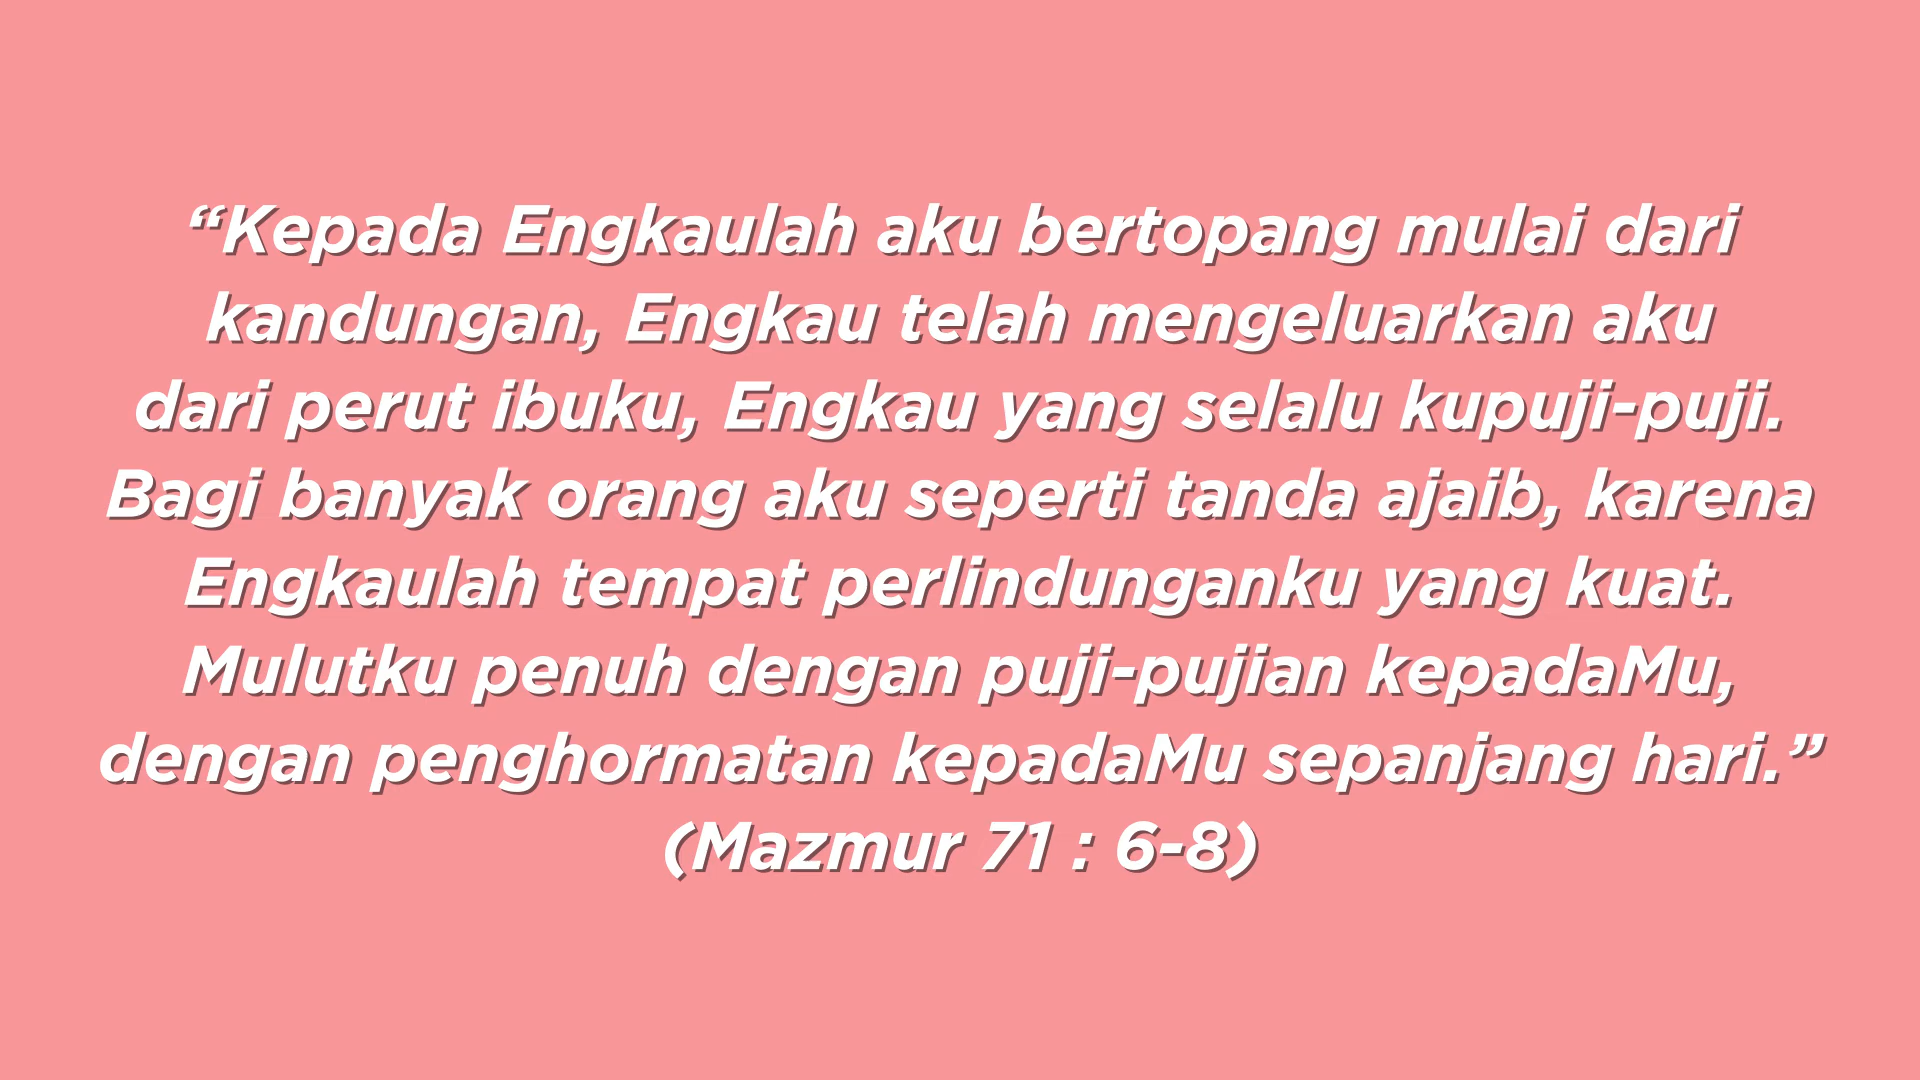 “Kepada Engkaulah aku bertopang mulai dari
kandungan, Engkau telah mengeluarkan aku
dari perut ibuku, Engkau yang selalu kupuji-puji.
Bagi banyak orang aku seperti tanda ajaib, karena
Engkaulah tempat perlindunganku yang kuat.
Mulutku penuh dengan puji-pujian kepadaMu,
dengan penghormatan kepadaMu sepanjang hari.”
(Mazmur 71 : 6-8)